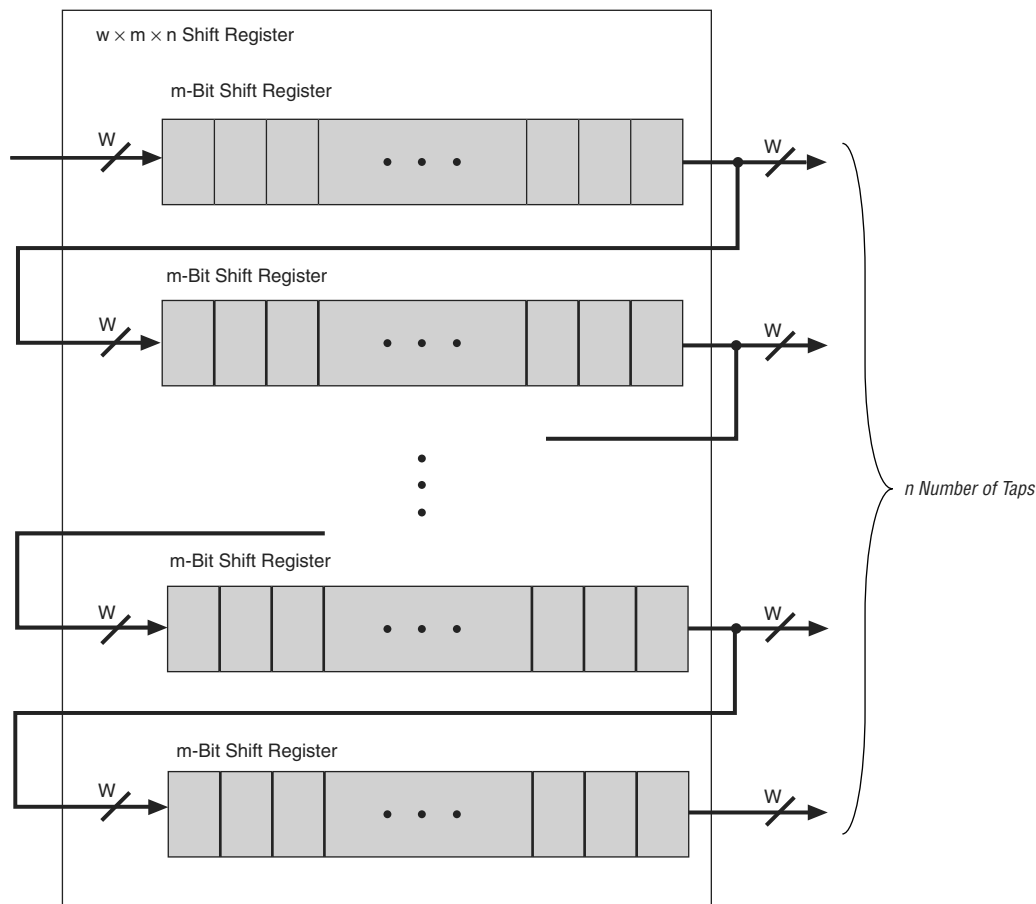 w × m × n Shift Register
m-Bit Shift Register
W
W
m-Bit Shift Register
W
W
n Number of Taps
m-Bit Shift Register
W
W
m-Bit Shift Register
W
W